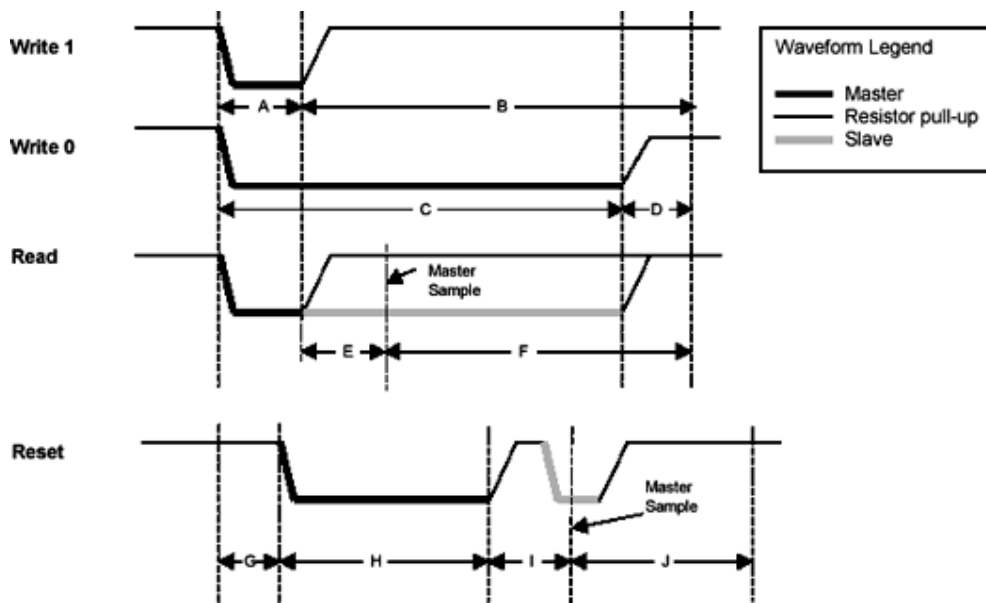 Write 1
A
B
Waveform Legend
Master
Resistor pull-up
Slave
Write 0
C
D
Read
Master
Sample
E
F
Reset
Master
Sample
G
H
I
J